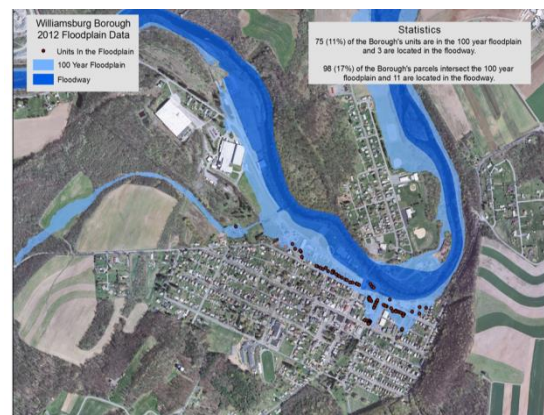 Williamsburg Borough
2012 Floodplain Data
Units In the Floodplain
100 Year Floodplain
Floodway
Statistics
75 (11%) of the Borough's units are in the 100 year floodplain
and 3 are located in the floodway.
98 (17%) of the Borough's parcels intersect the 100 year
floodplain and 11 are located in the floodway.